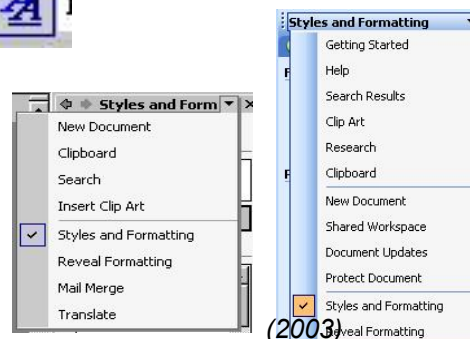 Styles and Form
New Document
Clipboard
Search
Insert Clip Art
Styles and Formatting
Reveal Formatting
Mail Merge
Translate
Styles and Formatting
Getting Started
Help
Search Results
Clip Art
Research
Clipboard
New Document
Shared Workspace
Document Updates
Protect Document
Styles and Formatting
(2003)
Formatting